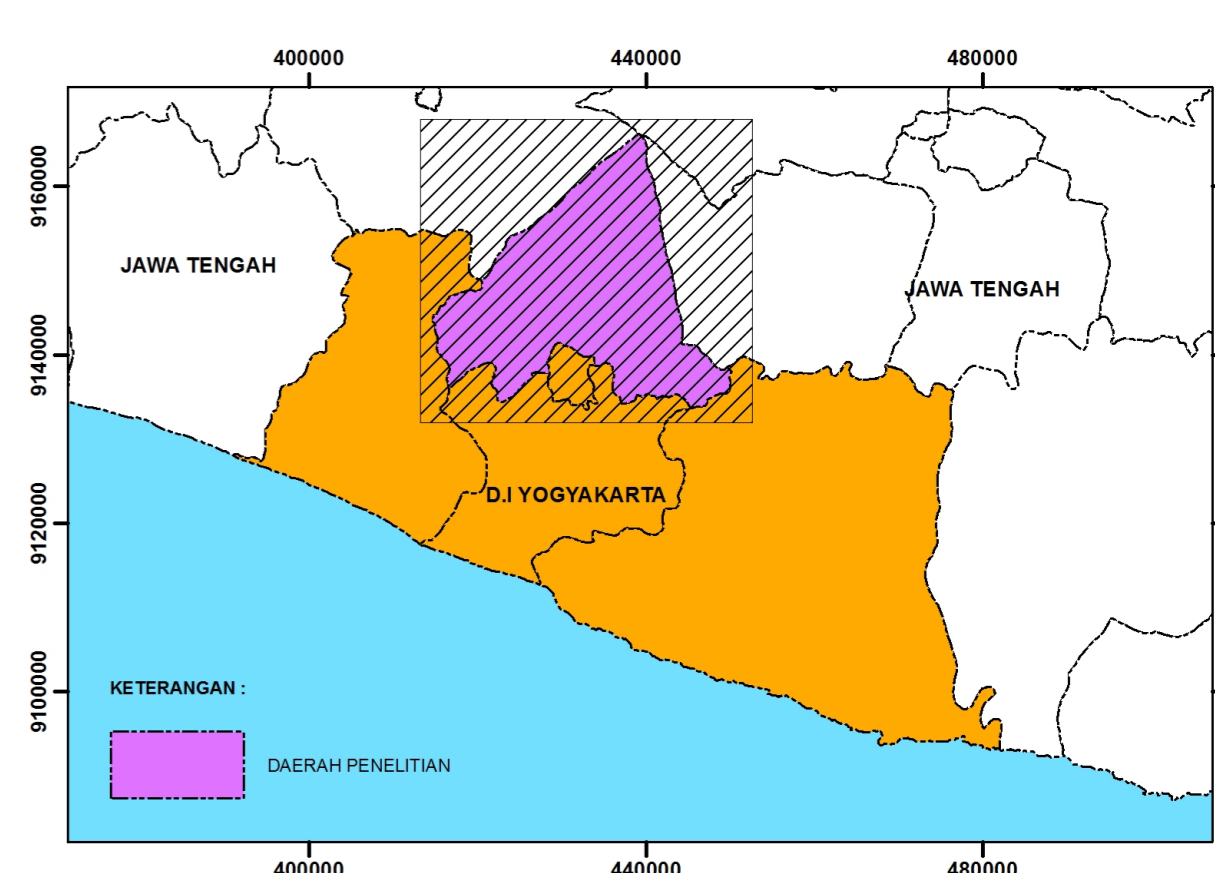 400000 440000 480000
9160000
JAWA TENGAH
JAWA TENGAH
9140000
D.I YOGYAKARTA
9120000
KETERANGAN :
9100000
DAERAH PENELITIAN
400000 440000 480000